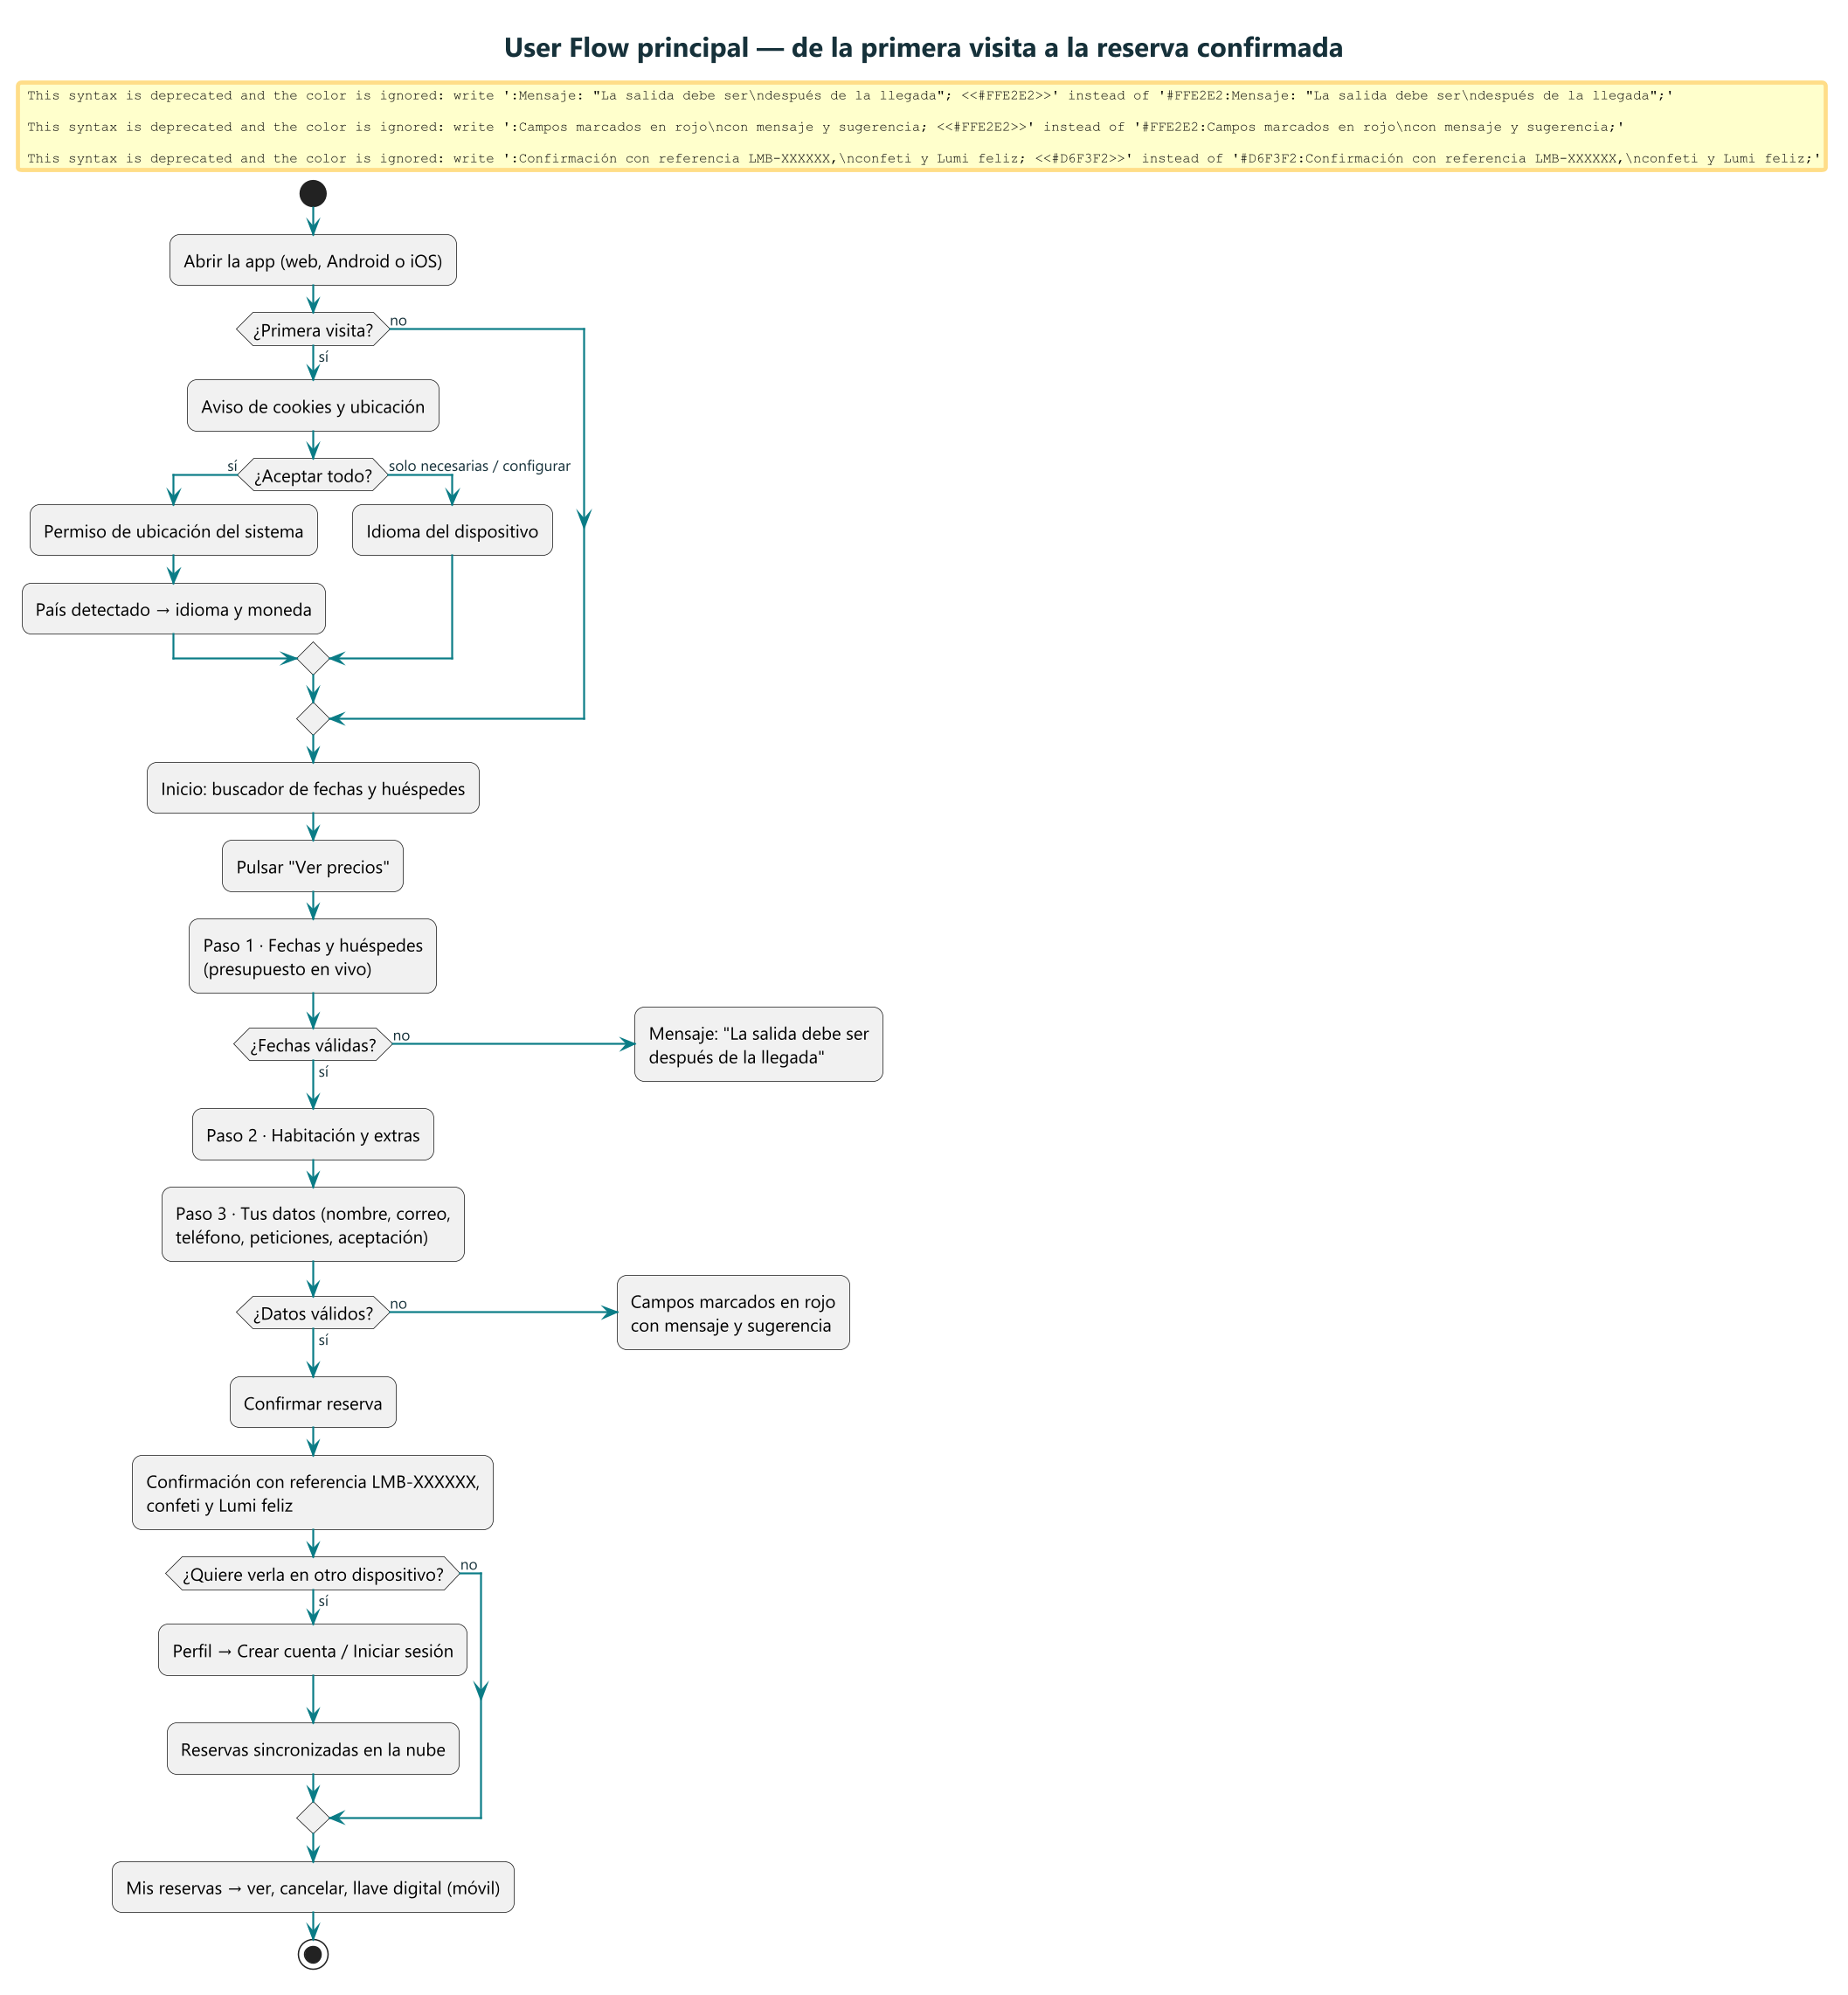 User Flow principal — de la primera visita a la reserva confirmada
This syntax is deprecated and the color is ignored: write ':Mensaje: "La salida debe ser\ndespués de la llegada"; <<#FFE2E2>>' instead of '#FFE2E2:Mensaje: "La salida debe ser\ndespués de la llegada";'
This syntax is deprecated and the color is ignored: write ':Campos marcados en rojo\ncon mensaje y sugerencia; <<#FFE2E2>>' instead of '#FFE2E2:Campos marcados en rojo\ncon mensaje y sugerencia;'
This syntax is deprecated and the color is ignored: write ':Confirmación con referencia LMB-XXXXXX,\nconfeti y Lumi feliz; <<#D6F3F2>>' instead of '#D6F3F2:Confirmación con referencia LMB-XXXXXX,\nconfeti y Lumi feliz;'
Abrir la app (web, Android o iOS)
¿Primera visita?
no
sí
Aviso de cookies y ubicación
sí
¿Aceptar todo?
solo necesarias / configurar
Permiso de ubicación del sistema
Idioma del dispositivo
País detectado → idioma y moneda
Inicio: buscador de fechas y huéspedes
Pulsar "Ver precios"
Paso 1 · Fechas y huéspedes
(presupuesto en vivo)
¿Fechas válidas?
no
sí
Mensaje: "La salida debe ser
después de la llegada"
Paso 2 · Habitación y extras
Paso 3 · Tus datos (nombre, correo,
teléfono, peticiones, aceptación)
¿Datos válidos?
no
sí
Campos marcados en rojo
con mensaje y sugerencia
Confirmar reserva
Confirmación con referencia LMB-XXXXXX,
confeti y Lumi feliz
¿Quiere verla en otro dispositivo?
no
sí
Perfil → Crear cuenta / Iniciar sesión
Reservas sincronizadas en la nube
Mis reservas → ver, cancelar, llave digital (móvil)